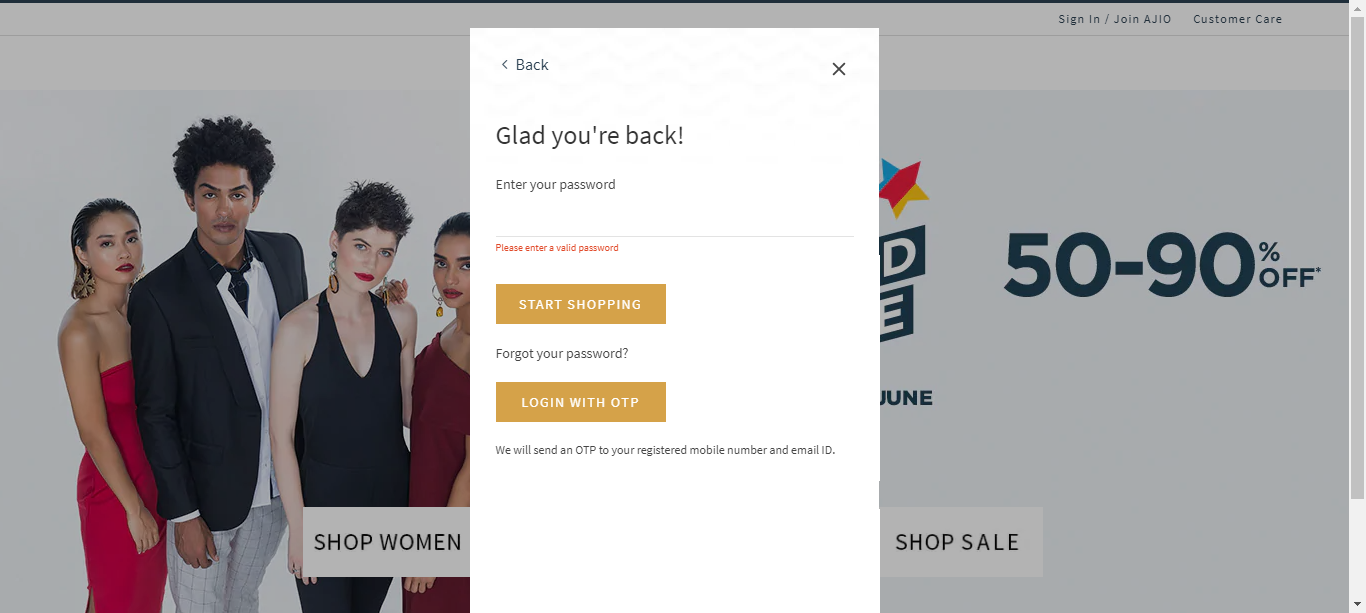 Sign In / Join AJIO Customer Care
Back
Glad you're back!
Enter your password
Please enter a valid password
START SHOPPING
Forgot your password?
LOGIN WITH OTP
We will send an OTP to your registered mobile number and email ID.
D
E
50-90% OFF*
JUNE
SHOP WOMEN
SHOP SALE